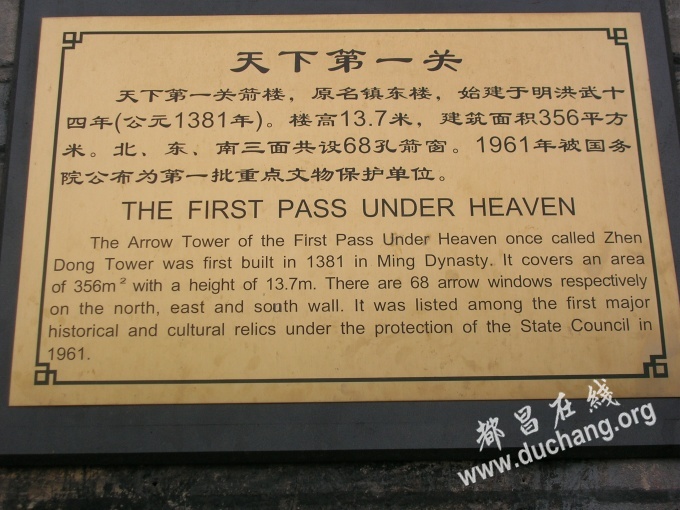 天下第一关
天下第一关箭楼，原名镇东楼，始建于明洪武十
四年(公元1381年)。楼高13.7米，建筑面积356平方
米。北、东、南三面共设68孔箭窗。1961年被国务
院公布为第一批重点文物保护单位。
THE FIRST PASS UNDER HEAVEN
The Arrow Tower of the First Pass Under Heaven once called Zhen
Dong Tower was first built in 1381 in Ming Dynasty. It covers an area
of 356m² with a height of 13.7m. There are 68 arrow windows respectively
on the north, east and south wall. It was listed among the first major
historical and cultural relics under the protection of the State Council in
1961.
都昌在线
www.duchang.org